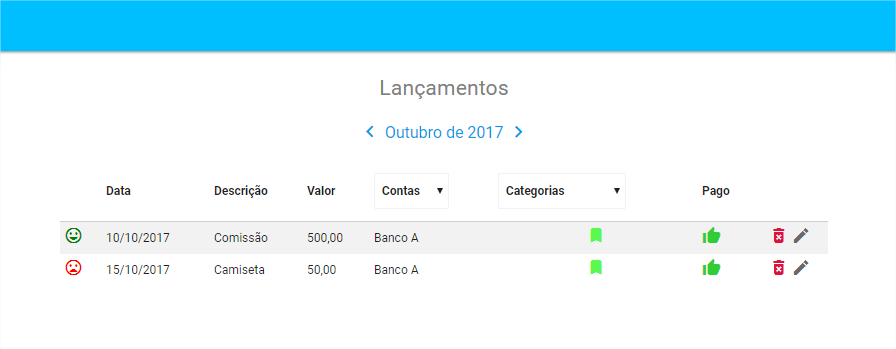 Lançamentos
Outubro de 2017
Data Descrição Valor Contas Categorias Pago
10/10/2017 Comissão 500,00 Banco A
15/10/2017 Camiseta 50,00 Banco A